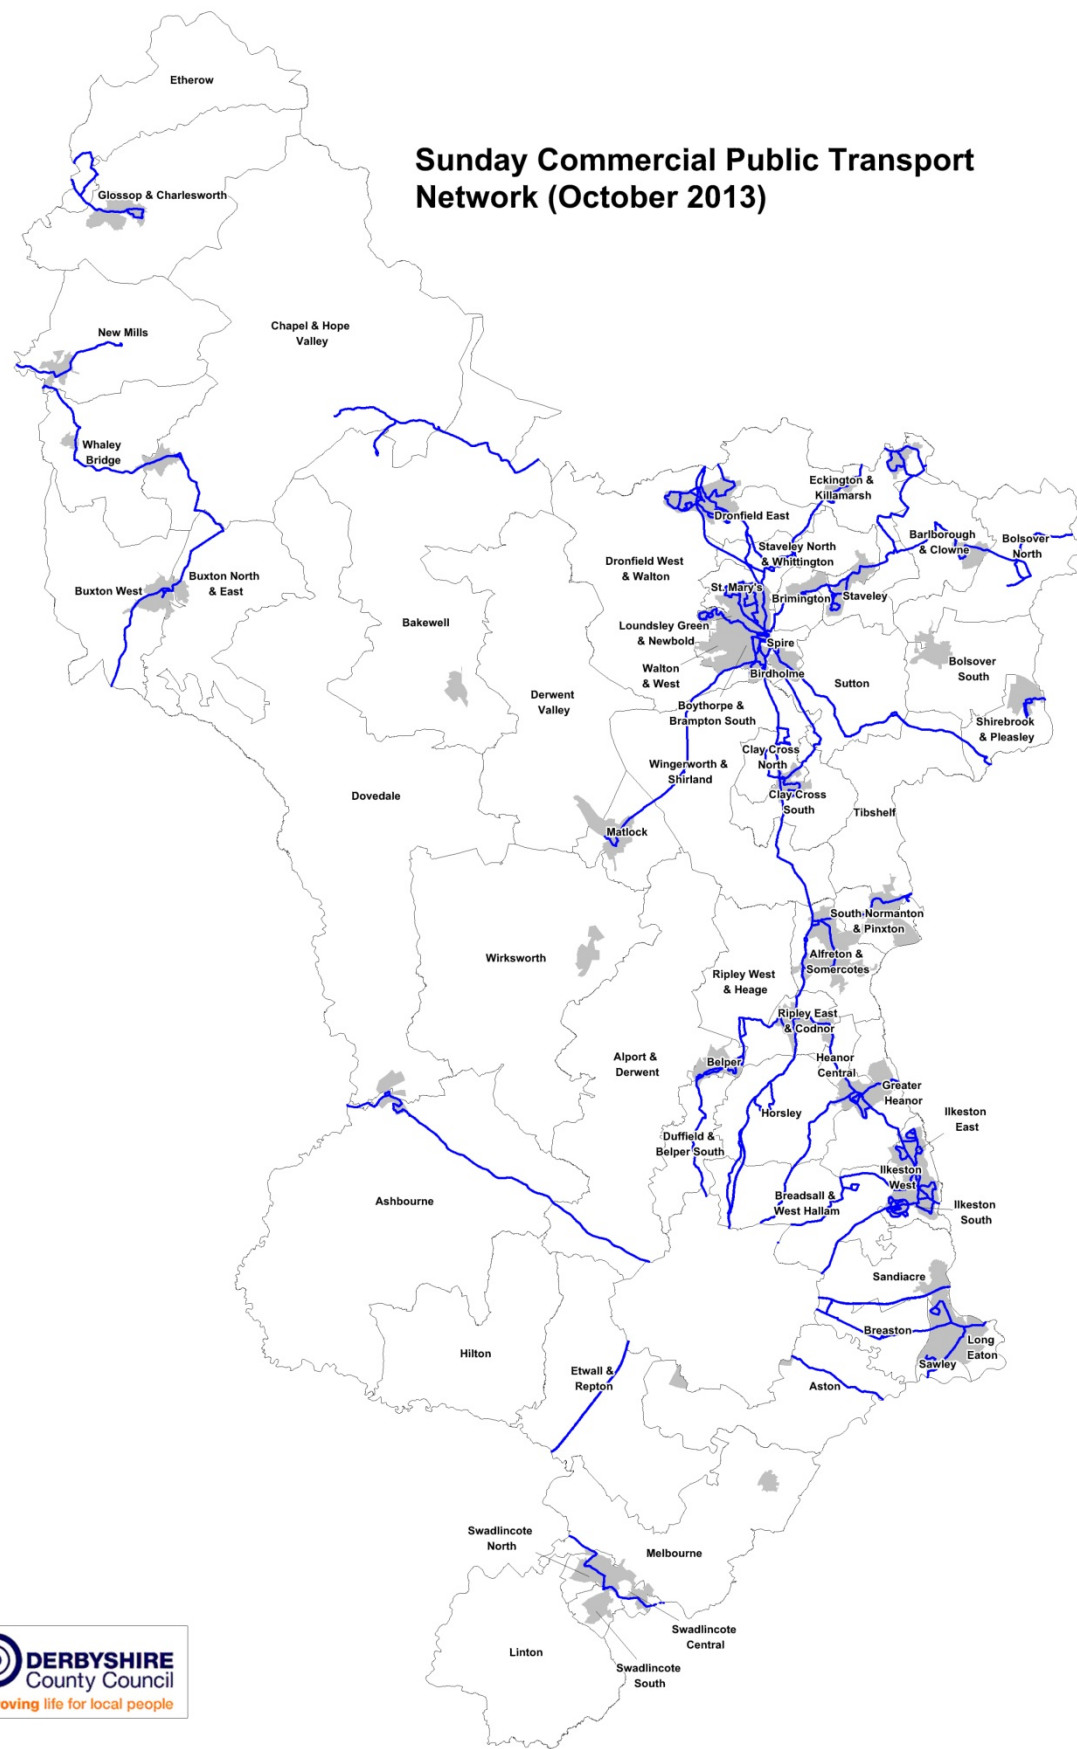 Etherow
Sunday Commercial Public Transport
Network (October 2013)
Glossop & Charlesworth
New Mills
Chapel & Hope
Valley
Whaley
Bridge
Eckington &
Killamarsh
Dronfield East
Barlborough
& Clowne
Bolsover
North
Staveley North
& Whittington
Dronfield West
& Walton
Buxton West
Buxton North
& East
St. Mary's
Brimington
Staveley
Bakewell
Loundsley Green
& Newbold
Spire
Walton
& West
Birdholme
Sutton
Bolsover
South
Derwent
Valley
Boythorpe &
Brampton South
Shirebrook
& Pleasley
Clay Cross
North
Wingerworth &
Shirland
Dovedale
Clay Cross
South
Tibshelf
Matlock
South Normanton
& Pinxton
Wirksworth
Alfreton &
Somercotes
Ripley West
& Heage
Ripley East
& Codnor
Alport &
Derwent
Belper
Heanor
Central
Greater
Heanor
Horsley
Ilkeston
East
Duffield &
Belper South
Ilkeston
West
Ashbourne
Breadsall &
West Hallam
Ilkeston
South
Sandiacre
Breaston
Long
Eaton
Hilton
Etwall &
Repton
Sawley
Aston
Swadlincote
North
Melbourne
Swadlincote
Central
Linton
Swadlincote
South
DERBYSHIRE
County Council
oving life for local people